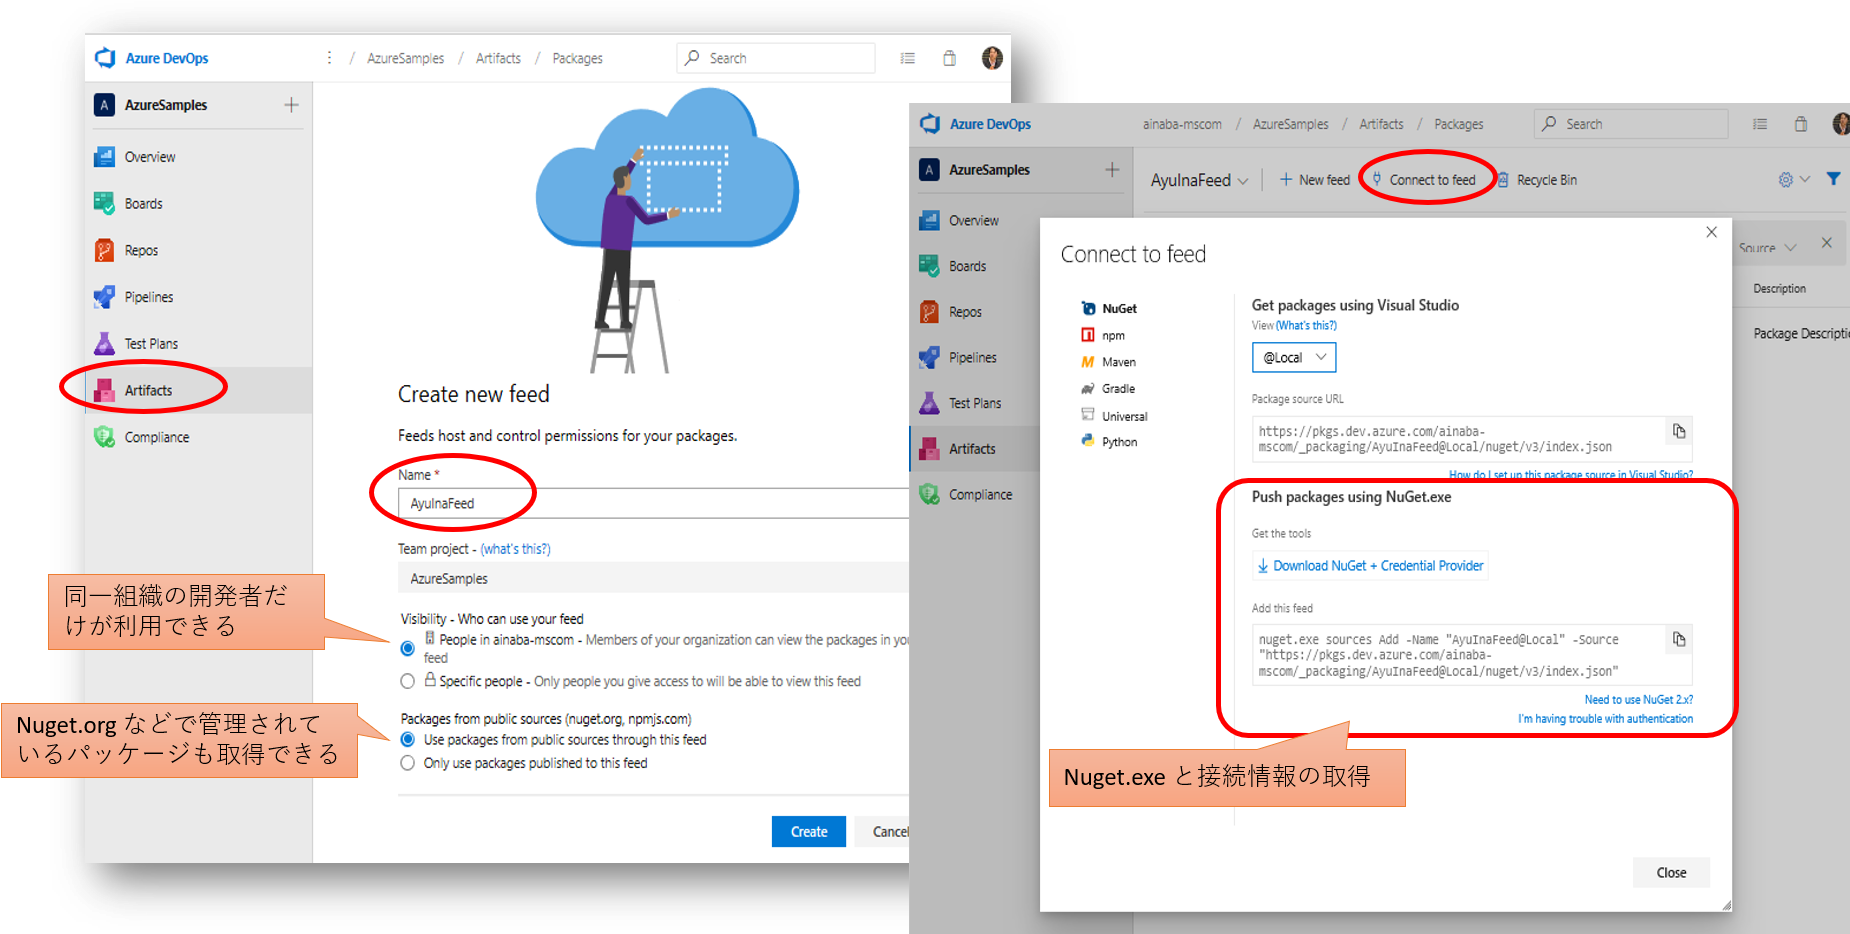 Azure DevOps
⋮ / AzureSamples / Artifacts / Packages
Search
A AzureSamples +
Overview
Boards
Repos
Pipelines
Test Plans
Artifacts
Compliance
Create new feed
Feeds host and control permissions for your packages.
Name *
AyuInaFeed
Team project - (what's this?)
AzureSamples
Visibility - Who can use your feed
People in ainaba-mscom - Members of your organization can view the packages in you
feed
Specific people - Only people you give access to will be able to view this feed
Packages from public sources (nuget.org, npmjs.com)
Use packages from public sources through this feed
Only use packages published to this feed
Create
Cancel
同一組織の開発者だ
けが利用できる
Nuget.org などで管理されて
いるパッケージも取得できる
Azure DevOps
ainaba-mscom / AzureSamples / Artifacts / Packages
Search
A AzureSamples +
Overview
Boards
Repos
Pipelines
Test Plans
Artifacts
Compliance
AyuInaFeed
+ New feed
Connect to feed
Recycle Bin
Source
Description
Package Descripti
Connect to feed
NuGet
npm
Maven
Gradle
Universal
Python
Get packages using Visual Studio
View (What's this?)
@Local
Package source URL
https://pkgs.dev.azure.com/ainaba-
mscom/_packaging/AyuInaFeed@Local/nuget/v3/index.json
How do I set up this package source in Visual Studio?
Push packages using NuGet.exe
Get the tools
Download NuGet + Credential Provider
Add this feed
nuget.exe sources Add -Name "AyuInaFeed@Local" -Source
"https://pkgs.dev.azure.com/ainaba-
mscom/_packaging/AyuInaFeed@Local/nuget/v3/index.json"
Need to use NuGet 2.x?
I'm having trouble with authentication
Nuget.exe と接続情報の取得
Close